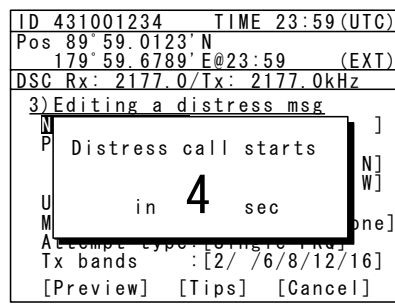 ID 431001234 TIME 23:59(UTC)
Pos 89°59.0123'N
179°59.6789'E@23:59 (EXT)
DSC Rx: 2177.0/Tx: 2177.0kHz
3)Editing a distress msg
N ]
P
Distress call starts
N]
W]
U
in 4 sec
M one]
Tx bands :[2/ /6/8/12/16]
[Preview] [Tips] [Cancel]